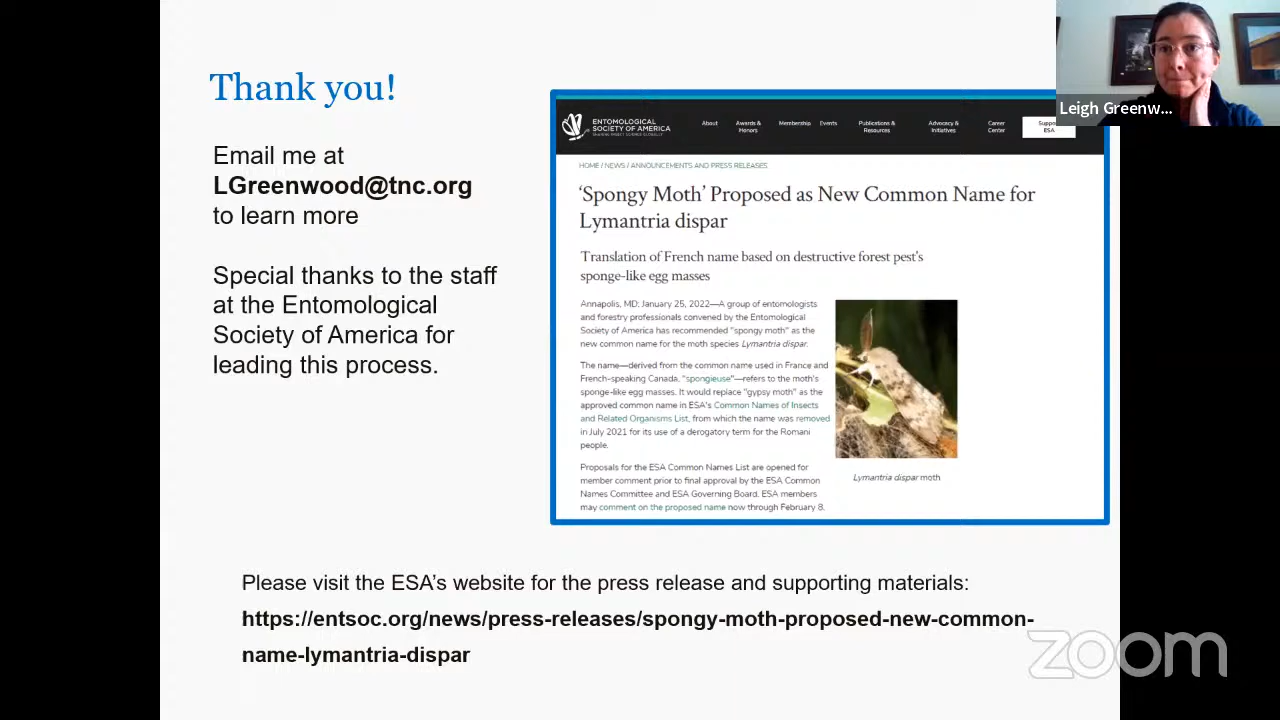 Thank you!
Email me at
LGreenwood@tnc.org
to learn more
Special thanks to the staff
at the Entomological
Society of America for
leading this process.
ENTOMOLOGICAL
SOCIETY OF AMERICA
SHARING INSECT SCIENCE GLOBALLY
About
Awards &
Honors
Membership
Events
Publications &
Resources
Advocacy &
Initiatives
Career
Center
ESA
HOME / NEWS / ANNOUNCEMENTS AND PRESS RELEASES
‘Spongy Moth’ Proposed as New Common Name for
Lymantria dispar
Translation of French name based on destructive forest pest's
sponge-like egg masses
Annapolis, MD; January 25, 2022—A group of entomologists
and forestry professionals convened by the Entomological
Society of America has recommended "spongy moth" as the
new common name for the moth species Lymantria dispar.
The name—derived from the common name used in France and
French-speaking Canada, "spongieuse"—refers to the moth's
sponge-like egg masses. It would replace "gypsy moth" as the
approved common name in ESA's Common Names of Insects
and Related Organisms List, from which the name was removed
in July 2021 for its use of a derogatory term for the Romani
people.
Proposals for the ESA Common Names List are opened for
member comment prior to final approval by the ESA Common
Names Committee and ESA Governing Board. ESA members
may comment on the proposed name now through February 8.
Lymantria dispar moth
Please visit the ESA’s website for the press release and supporting materials:
https://entsoc.org/news/press-releases/spongy-moth-proposed-new-common-
name-lymantria-dispar
Leigh Greenw...
zoom